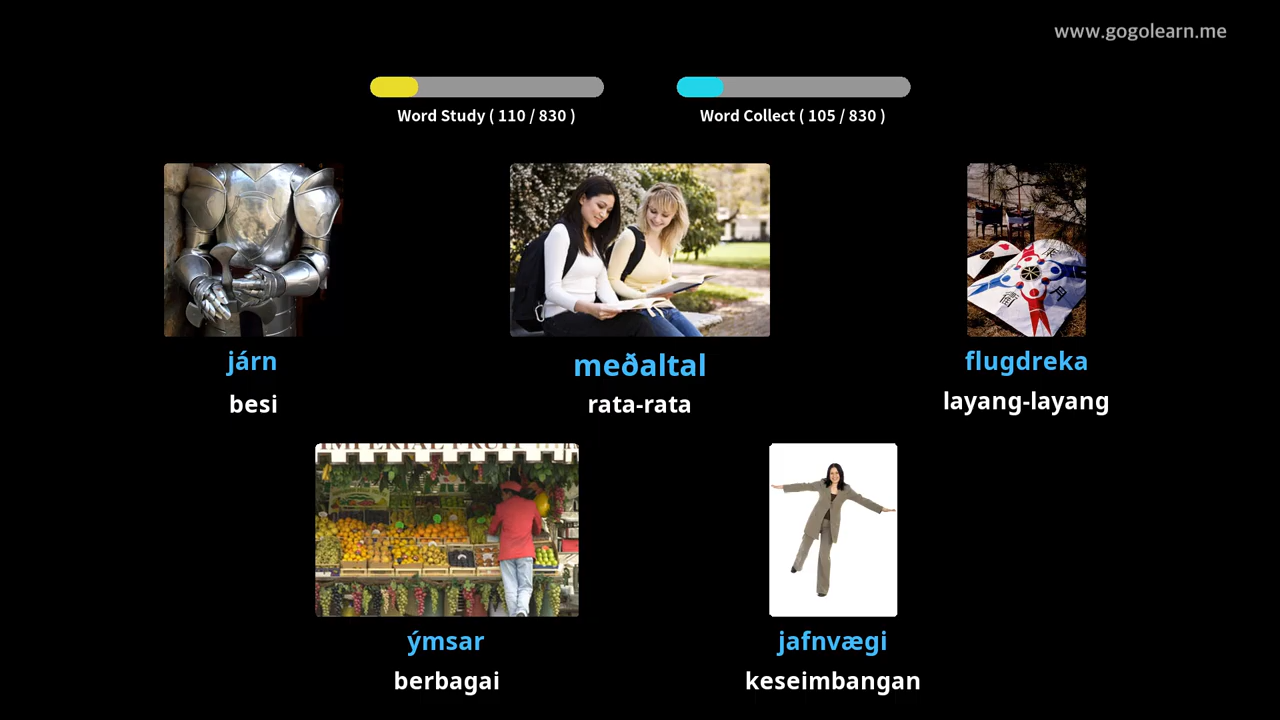 www.gogolearn.me
Word Study ( 110 / 830 )
Word Collect ( 105 / 830 )
járn
besi
meðaltal
rata-rata
flugdreka
layang-layang
ýmsar
berbagai
jafnvægi
keseimbangan